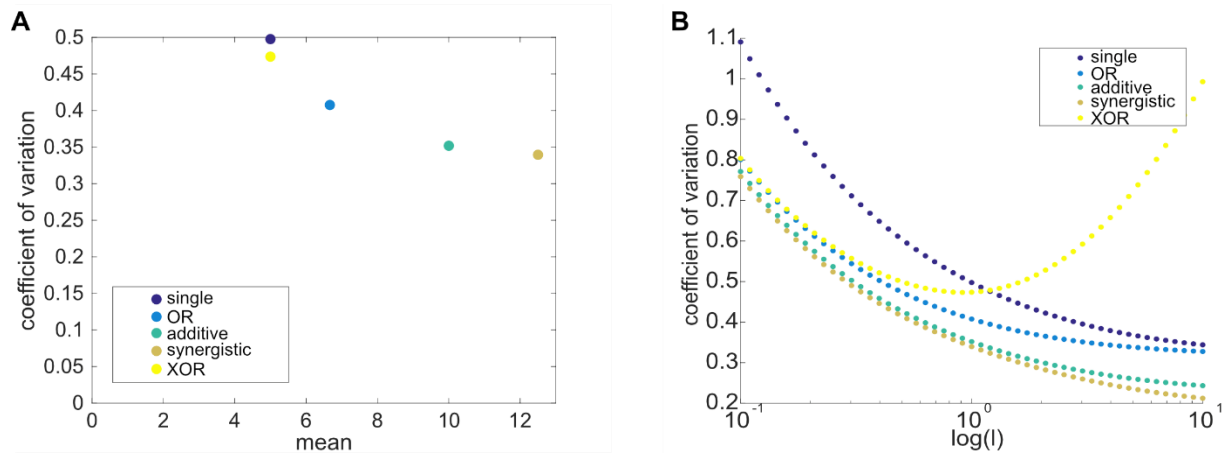 A
coefficient of variation
0.5
0.45
0.4
0.35
0.3
0.25
0.2
0.15
0.1
0.05
0
single
OR
additive
synergistic
XOR
0 2 4 6 8 10 12
mean
B
coefficient of variation
1.1
1
0.9
0.8
0.7
0.6
0.5
0.4
0.3
0.2
single
OR
additive
synergistic
XOR
10⁻¹ 10⁰ 10¹
log(I)